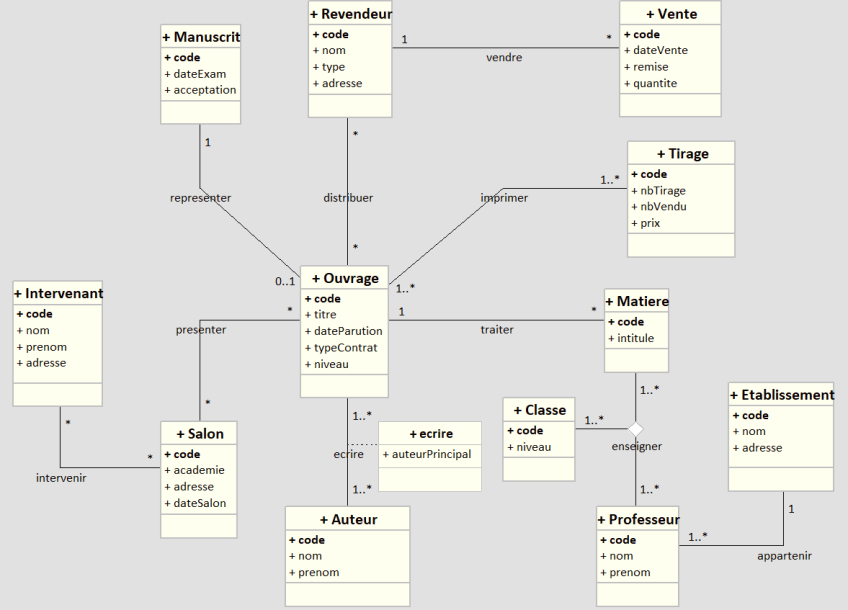 + Manuscrit
+ code
+ dateExam
+ acceptation
+ Revendeur
+ code
+ nom
+ type
+ adresse
1
*
vendre
+ Vente
+ code
+ dateVente
+ remise
+ quantite
1
representer
0..1
*
distribuer
*
imprimer
1..*
1..*
+ Tirage
+ code
+ nbTirage
+ nbVendu
+ prix
+ Intervenant
+ code
+ nom
+ prenom
+ adresse
+ Ouvrage
+ code
+ titre
+ dateParution
+ typeContrat
+ niveau
*
presenter
*
1
*
traiter
+ Matiere
+ code
+ intitule
*
*
intervenir
+ Salon
+ code
+ academie
+ adresse
+ dateSalon
1..*
ecrire
1..*
+ ecrire
+ auteurPrincipal
+ Classe
+ code
+ niveau
1..*
1..*
enseigner
1..*
+ Etablissement
+ code
+ nom
+ adresse
+ Auteur
+ code
+ nom
+ prenom
+ Professeur
+ code
+ nom
+ prenom
1..*
1
appartenir